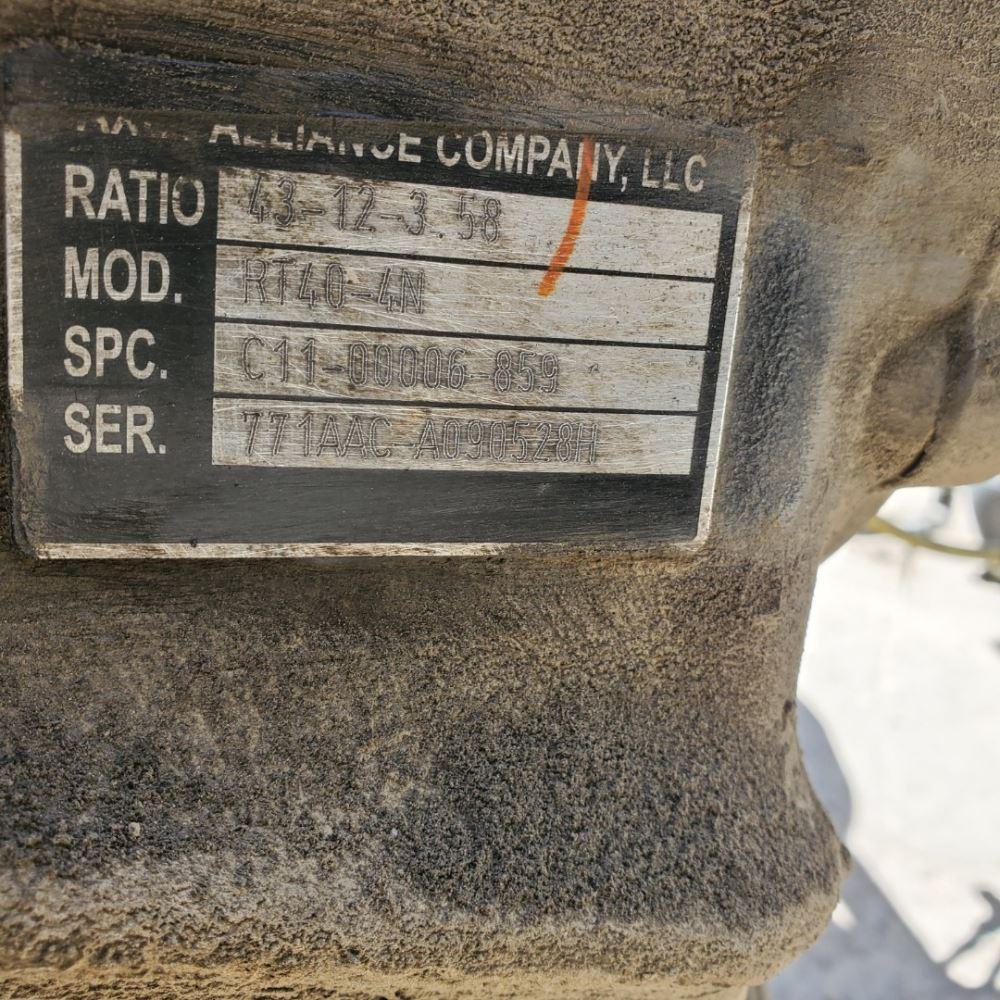 ALLIANCE COMPANY, LLC
RATIO 43-12-3.58
MOD. RT40-4N
SPC. C11-00006-859
SER. 771AAC A090528H